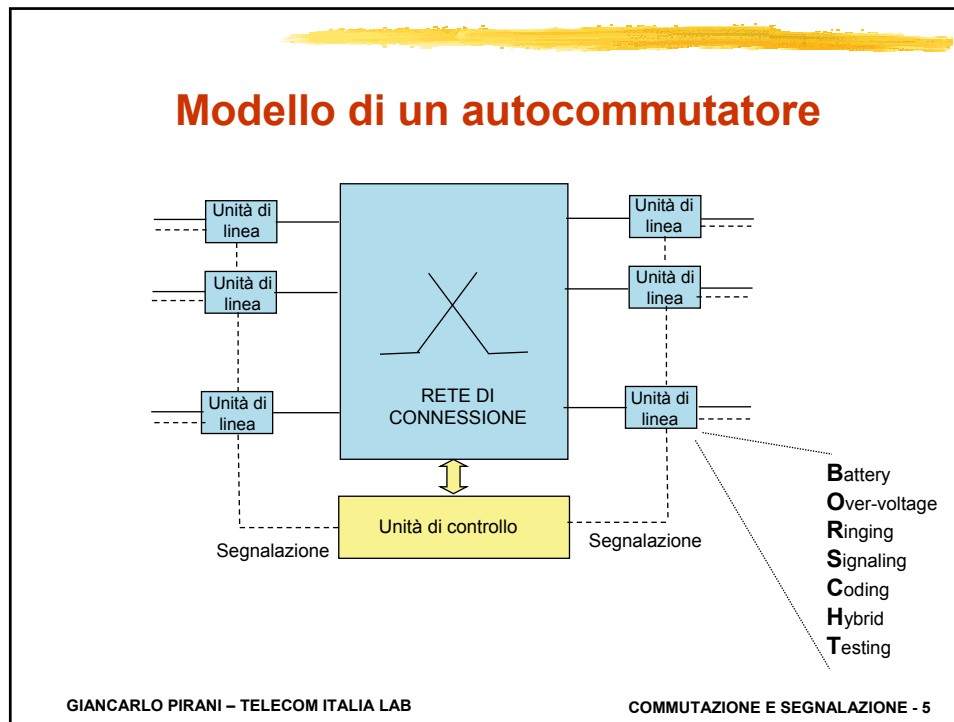 Modello di un autocommutatore
Unità di
linea
Unità di
linea
Unità di
linea
RETE DI
CONNESSIONE
Unità di
linea
Unità di
linea
Unità di
linea
Unità di controllo
Segnalazione
Segnalazione
Battery
Over-voltage
Ringing
Signaling
Coding
Hybrid
Testing
GIANCARLO PIRANI – TELECOM ITALIA LAB
COMMUTAZIONE E SEGNALAZIONE - 5